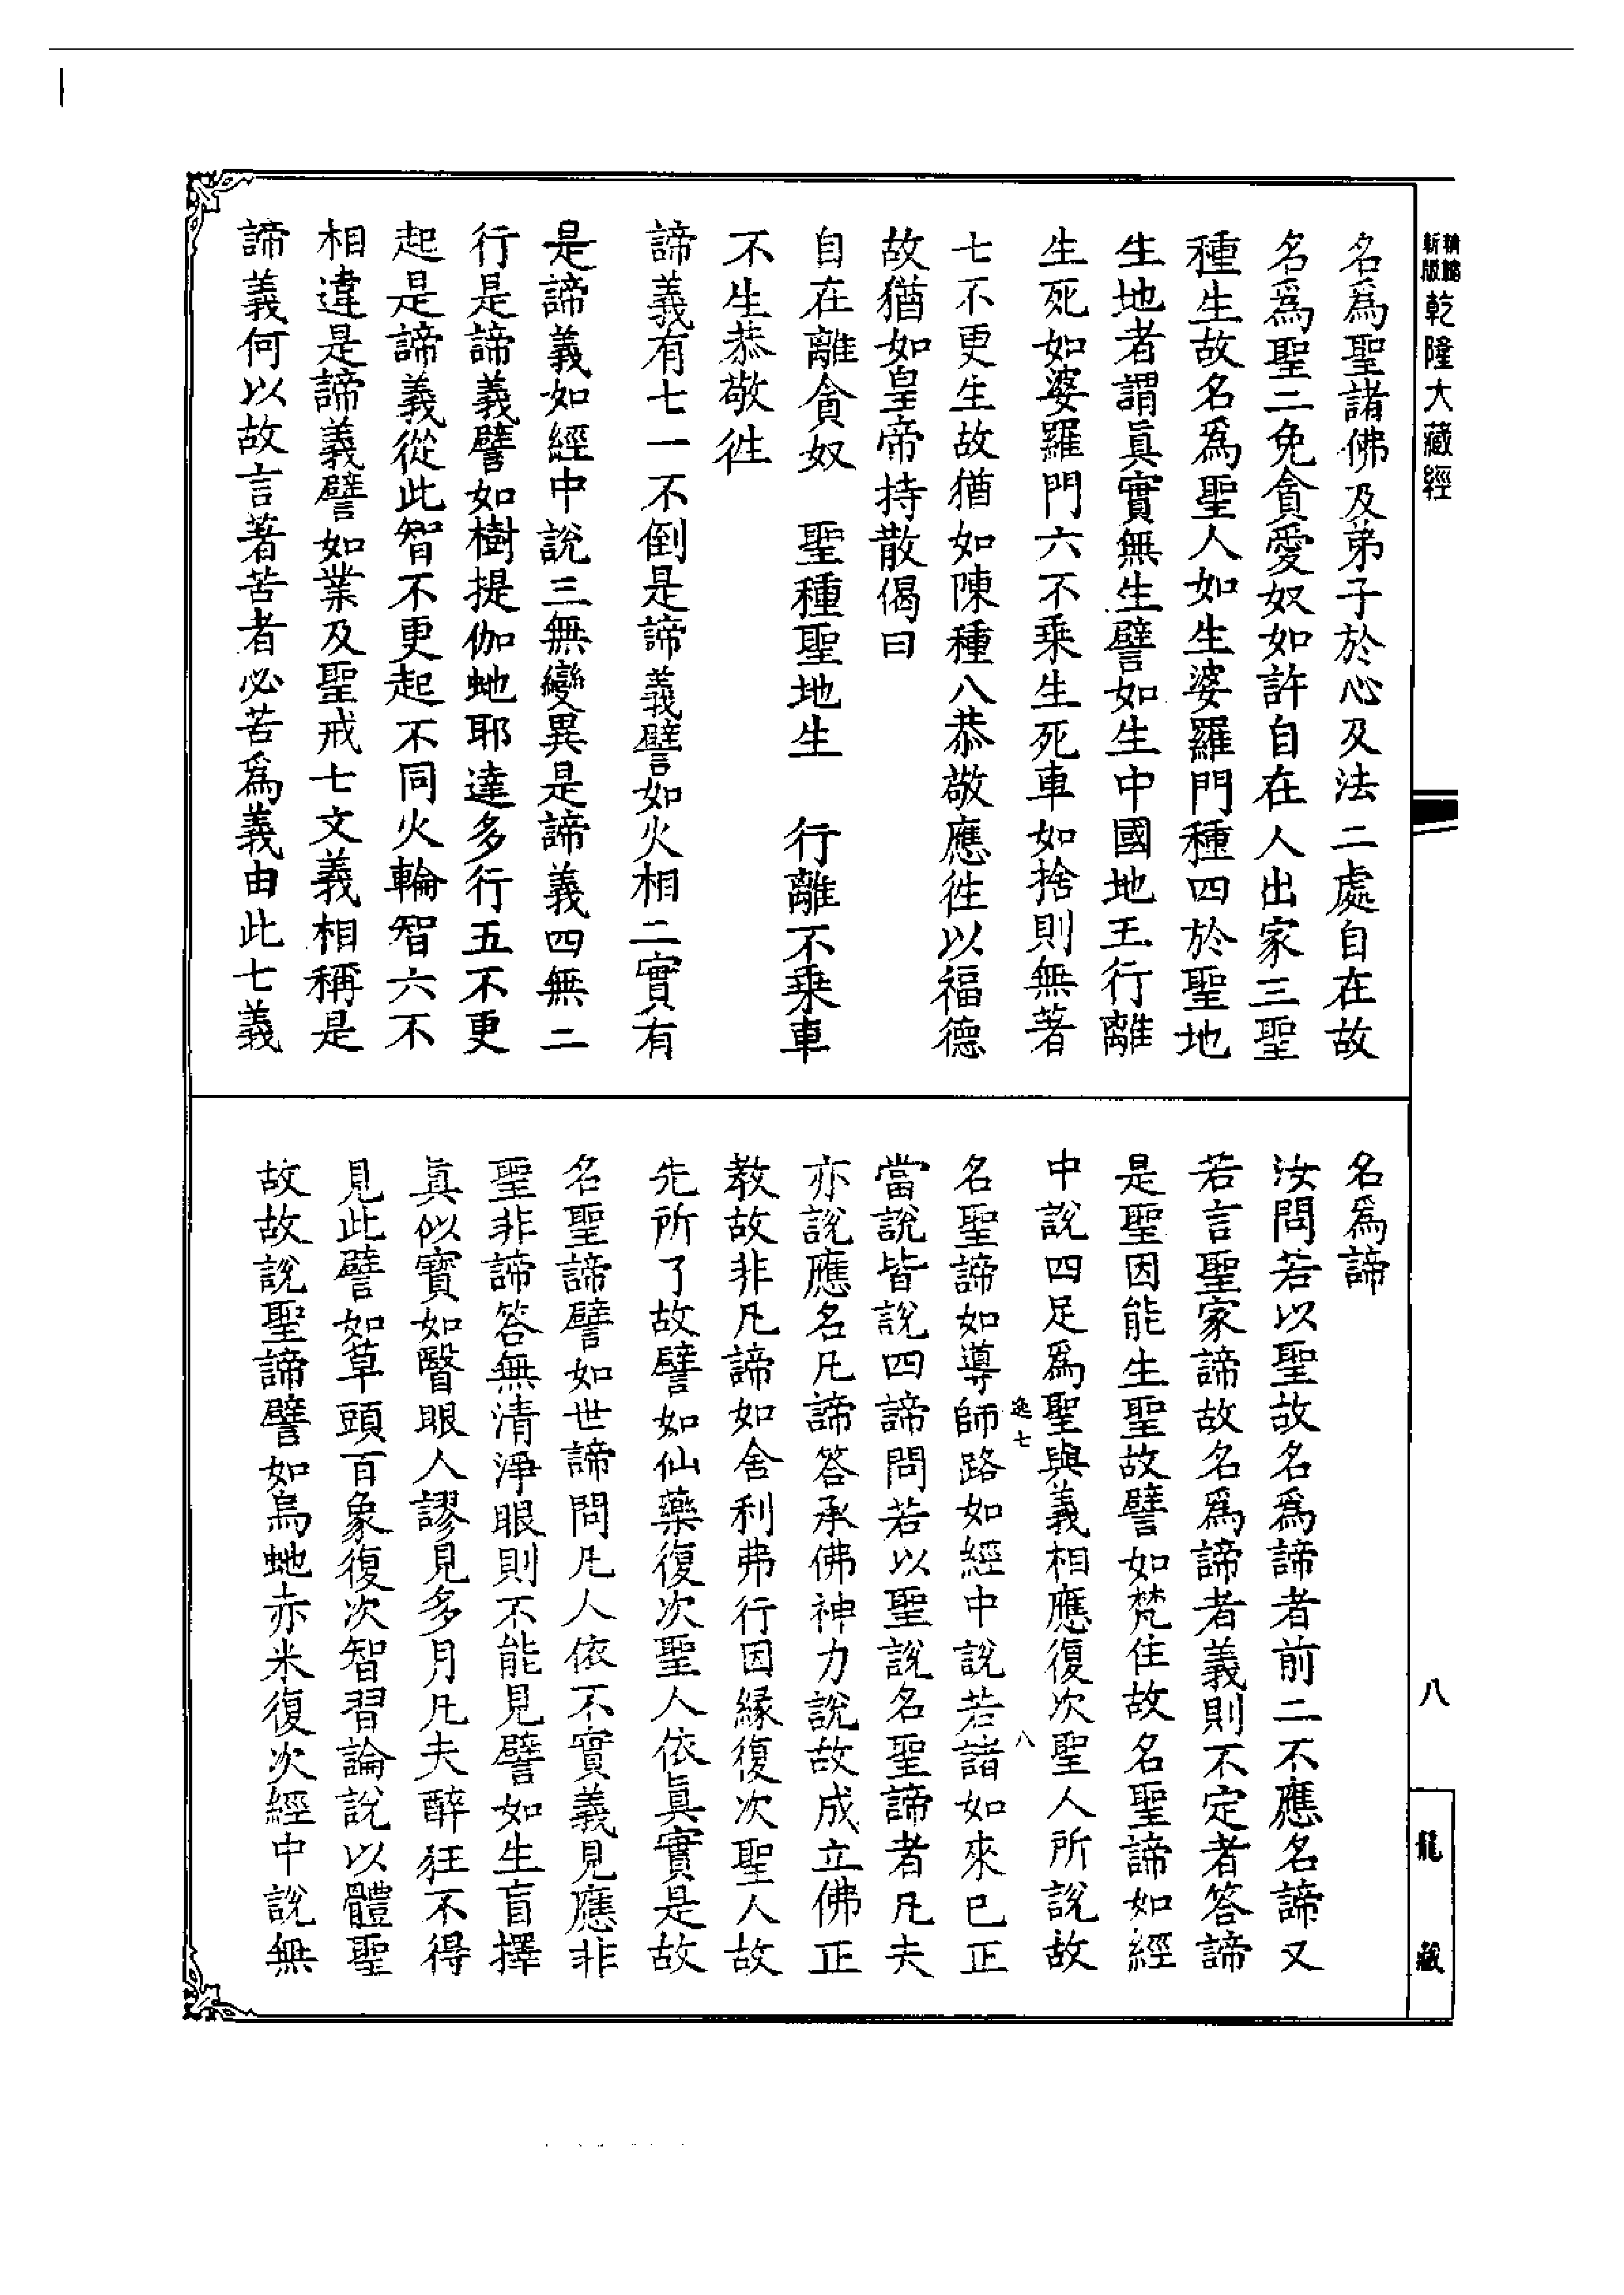 新編
新版
乾隆大藏經
八
龍藏
名爲聖諸佛及弟子於心及法二處自在故
名爲聖二免貪愛奴如許自在人出家三聖
種生故名爲聖人如生婆羅門種四於聖地
生地者謂眞實無生譬如生中國地王行離
生死如婆羅門六不乗生死車如捨則無著
七不更生故猶如陳種八恭敬應徃以福德
故猶如皇帝持散偈曰
自在離貪奴　聖種聖地生　行離不乗車
不生恭敬徃
諦義有七一不倒是諦義譬如火相二實有
是諦義如經中說三無變異是諦義四無二
行是諦義譬如樹提伽虵耶達多行五不更
起是諦義從此智不更起不同火輪智六不
相違是諦義譬如業及聖戒七文義相稱是
諦義何以故言著苦者必苦爲義由此七義
名爲諦
汝問若以聖故名爲諦者前二不應名諦又
若言聖家諦故名爲諦者義則不定者答諦
是聖因能生聖故譬如梵住故名聖諦如經
中說四足爲聖與義相應復次聖人所說故
逸七　八
名聖諦如導師路如經中說若諸如來已正
當說皆說四諦問若以聖說名聖諦者凡夫
亦說應名凡諦答承佛神力說故成立佛正
教故非凡諦如舍利弗行因緣復次聖人故
先所了故譬如仙藥復次聖人依眞實是故
名聖諦譬如世諦問凡人依不實義見應非
聖非諦答無清淨眼則不能見譬如生盲擇
眞似寶如瞖眼人謬見多月凡夫醉狂不得
見此譬如草頭百象復次智習論說以體聖
故故說聖諦譬如烏虵赤米復次經中說無